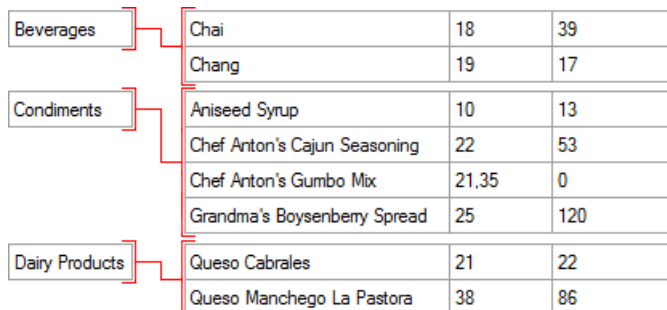 Beverages Chai 18 39
Chang 19 17
Condiments Aniseed Syrup 10 13
Chef Anton's Cajun Seasoning 22 53
Chef Anton's Gumbo Mix 21,35 0
Grandma's Boysenberry Spread 25 120
Dairy Products Queso Cabrales 21 22
Queso Manchego La Pastora 38 86